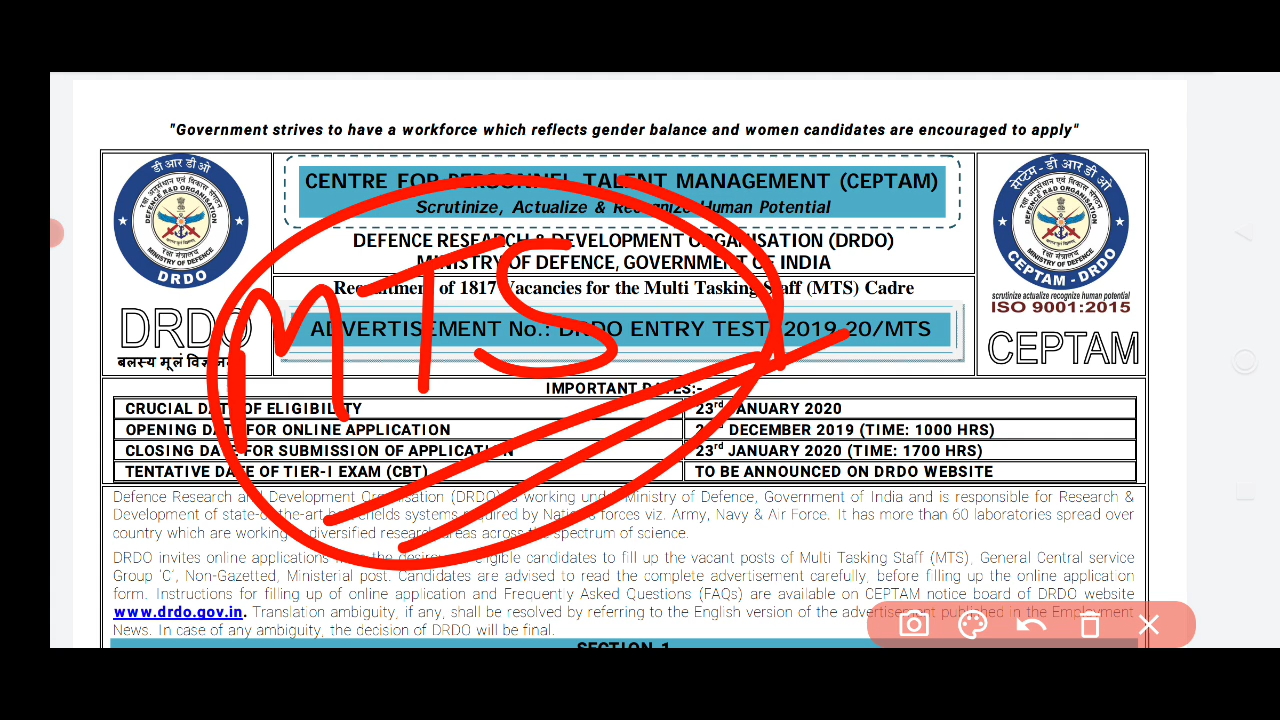 "Government strives to have a workforce which reflects gender balance and women candidates are encouraged to apply"
डी आर डी ओ
DEFENCE R&D ORGANISATION
MINISTRY OF DEFENCE
DRDO
DRDO
बलस्य मूलं विज्ञानम्
CENTRE FOR PERSONNEL TALENT MANAGEMENT (CEPTAM)
Scrutinize, Actualize & Recognize Human Potential
DEFENCE RESEARCH & DEVELOPMENT ORGANISATION (DRDO)
MINISTRY OF DEFENCE, GOVERNMENT OF INDIA
Recruitment of 1817 Vacancies for the Multi Tasking Staff (MTS) Cadre
ADVERTISEMENT No.: DRDO ENTRY TEST 2019-20/MTS
सेप्टेम - डी आर डी ओ
DEFENCE R&D ORGANISATION
MINISTRY OF DEFENCE
CEPTAM - DRDO
scrutinize actualize recognize human potential
ISO 9001:2015
CEPTAM
MTS
IMPORTANT DATES:-
CRUCIAL DATE OF ELIGIBILITY 23rd JANUARY 2020
OPENING DATE FOR ONLINE APPLICATION DECEMBER 2019 (TIME: 1000 HRS)
CLOSING DATE FOR SUBMISSION OF APPLICATION 23rd JANUARY 2020 (TIME: 1700 HRS)
TENTATIVE DATE OF TIER-I EXAM (CBT) TO BE ANNOUNCED ON DRDO WEBSITE
Defence Research and Development Organisation (DRDO) is working under Ministry of Defence, Government of India and is responsible for Research &
Development of state-of-the-art battlefields systems required by Nation's forces viz. Army, Navy & Air Force. It has more than 60 laboratories spread over
country which are working in diversified research areas across the spectrum of science.
DRDO invites online applications from the desirous eligible candidates to fill up the vacant posts of Multi Tasking Staff (MTS), General Central service
Group 'C', Non-Gazetted, Ministerial post. Candidates are advised to read the complete advertisement carefully, before filling up the online application
form. Instructions for filling up of online application and Frequently Asked Questions (FAQs) are available on CEPTAM notice board of DRDO website
www.drdo.gov.in. Translation ambiguity, if any, shall be resolved by referring to the English version of the advertisement published in the Employment
News. In case of any ambiguity, the decision of DRDO will be final.
SECTION 1